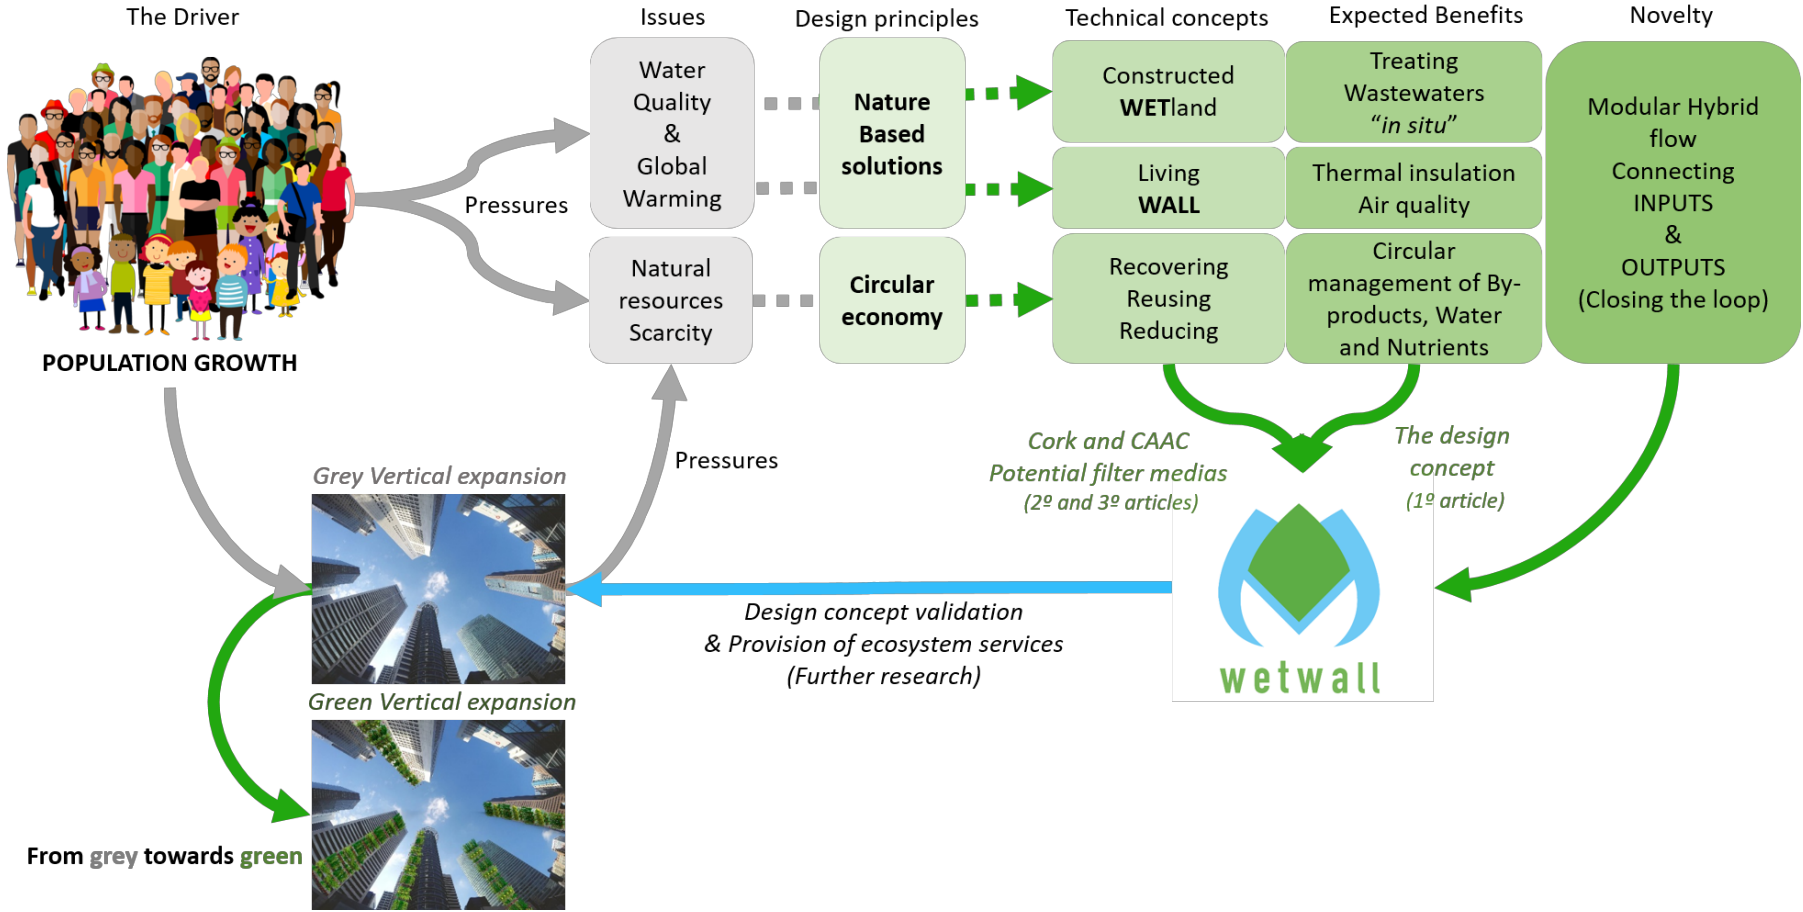 The Driver
Issues
Design principles
Technical concepts
Expected Benefits
Novelty
Water
Quality
&
Global
Warming
Nature
Based
solutions
Constructed
WETland
Treating
Wastewaters
“in situ”
Modular Hybrid
flow
Connecting
INPUTS
&
OUTPUTS
(Closing the loop)
Living
WALL
Thermal insulation
Air quality
Pressures
Natural
resources
Scarcity
Circular
economy
Recovering
Reusing
Reducing
Circular
management of By-
products, Water
and Nutrients
POPULATION GROWTH
Pressures
Cork and CAAC
Potential filter medias
(2º and 3º articles)
The design
concept
(1º article)
Grey Vertical expansion
Design concept validation
& Provision of ecosystem services
(Further research)
wetwall
Green Vertical expansion
From grey towards green